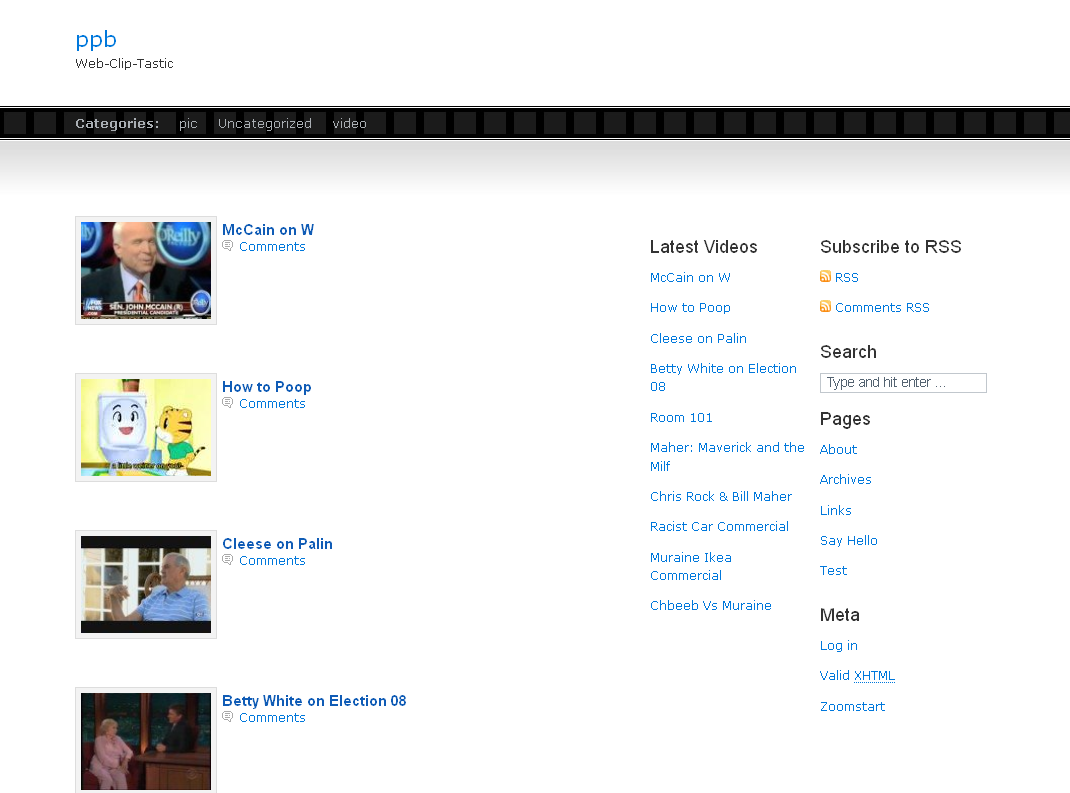 ppb
Web-Clip-Tastic
Categories: pic Uncategorized video
McCain on W
Comments
O'Reilly
FOX NEWS .COM
SEN. JOHN MCCAIN (R)
PRESIDENTIAL CANDIDATE
How to Poop
Comments
Cleese on Palin
Comments
Betty White on Election 08
Comments
Latest Videos
McCain on W
How to Poop
Cleese on Palin
Betty White on Election
08
Room 101
Maher: Maverick and the
Milf
Chris Rock & Bill Maher
Racist Car Commercial
Muraine Ikea
Commercial
Chbeeb Vs Muraine
Subscribe to RSS
RSS
Comments RSS
Search
Type and hit enter ...
Pages
About
Archives
Links
Say Hello
Test
Meta
Log in
Valid XHTML
Zoomstart